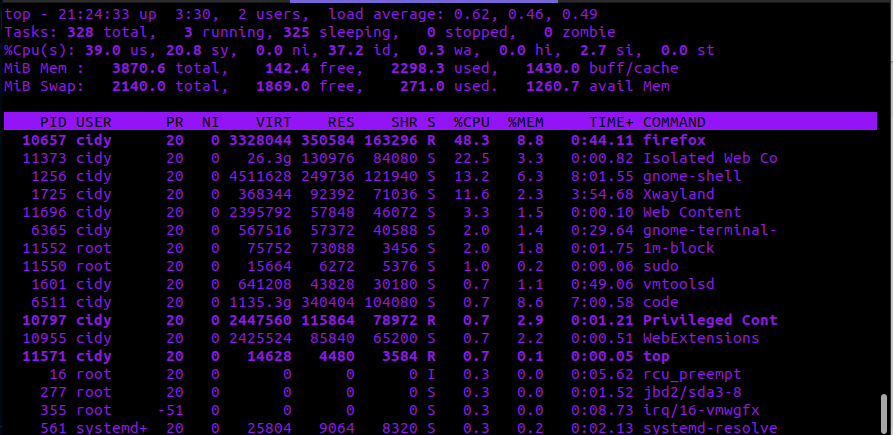 top - 21:24:33 up  3:30,  2 users,  load average: 0.62, 0.46, 0.49
Tasks: 328 total,   3 running, 325 sleeping,   0 stopped,   0 zombie
%Cpu(s): 39.0 us, 20.8 sy,  0.0 ni, 37.2 id,  0.3 wa,  0.0 hi,  2.7 si,  0.0 st
MiB Mem :   3870.6 total,    142.4 free,   2298.3 used,   1430.0 buff/cache
MiB Swap:   2140.0 total,   1869.0 free,    271.0 used.   1260.7 avail Mem
PID USER      PR  NI    VIRT    RES    SHR S  %CPU  %MEM     TIME+ COMMAND
10657 cidy      20   0 3328044 350584 163296 R  48.3   8.8   0:44.11 firefox
11373 cidy      20   0   26.3g 130976  84080 S  22.5   3.3   0:00.82 Isolated Web Co
1256 cidy      20   0 4511628 249736 121940 S  13.2   6.3   8:01.55 gnome-shell
1725 cidy      20   0  368344  92392  71036 S  11.6   2.3   3:54.68 Xwayland
11696 cidy      20   0 2395792  57848  46072 S   3.3   1.5   0:00.10 Web Content
6365 cidy      20   0  567516  57372  40588 S   2.0   1.4   0:29.64 gnome-terminal-
11552 root      20   0   75752  73088   3456 S   2.0   1.8   0:01.75 1m-block
11550 root      20   0   15664   6272   5376 S   1.0   0.2   0:00.06 sudo
1601 cidy      20   0  641208  43828  30180 S   0.7   1.1   0:49.06 vmtoolsd
6511 cidy      20   0 1135.3g 340404 104080 S   0.7   8.6   7:00.58 code
10797 cidy      20   0 2447560 115864  78972 R   0.7   2.9   0:01.21 Privileged Cont
10955 cidy      20   0 2425524  85840  65200 S   0.7   2.2   0:00.51 WebExtensions
11571 cidy      20   0   14628   4480   3584 R   0.7   0.1   0:00.05 top
16 root      20   0       0      0      0 I   0.3   0.0   0:05.62 rcu_preempt
277 root      20   0       0      0      0 S   0.3   0.0   0:01.52 jbd2/sda3-8
355 root     -51   0       0      0      0 S   0.3   0.0   0:08.73 irq/16-vmwgfx
561 systemd+  20   0   25804   9064   8320 S   0.3   0.2   0:02.13 systemd-resolve